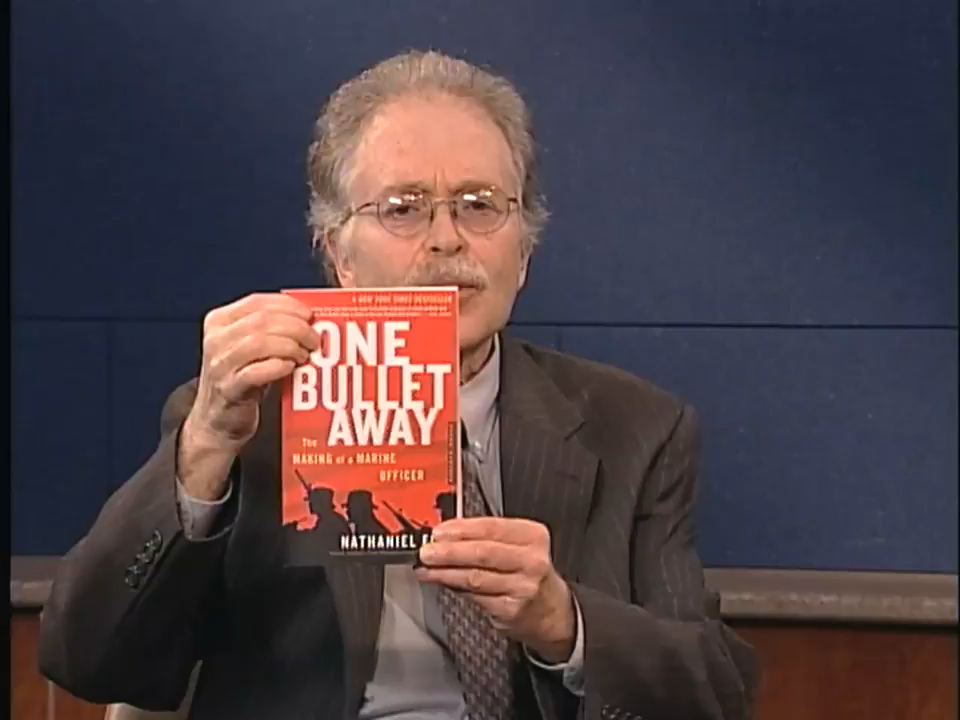 A NEW YORK TIMES BESTSELLER
ONE
BULLET
AWAY
The
MAKING of a MARINE
OFFICER
NATHANIEL